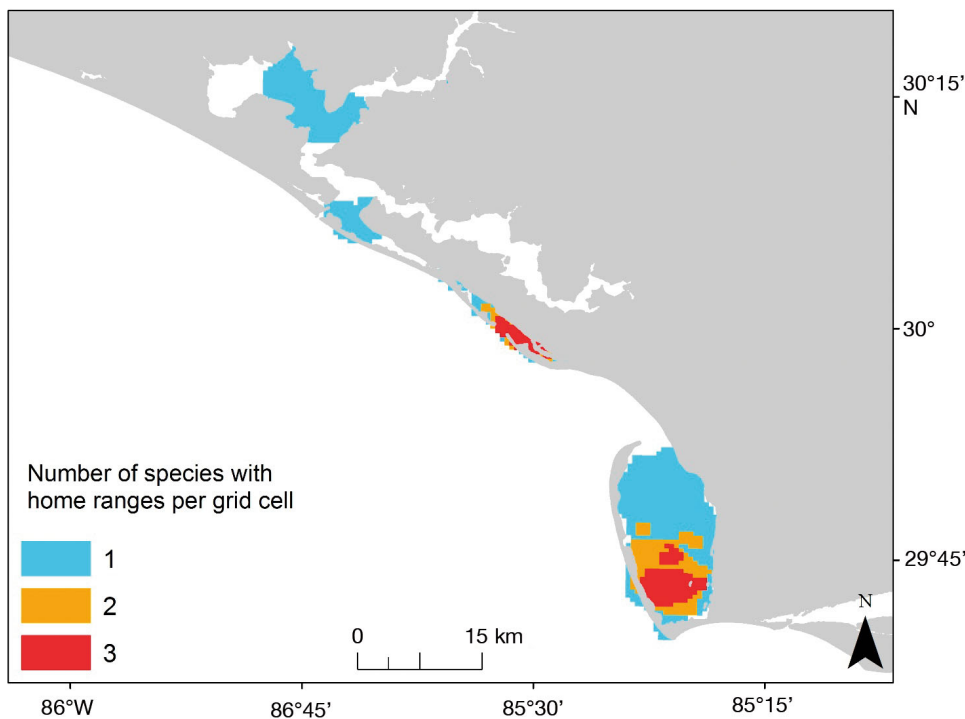 30°15'
N
30°
29°45'
Number of species with
home ranges per grid cell
1
2
3
0 15 km
N
86°W 86°45' 85°30' 85°15'